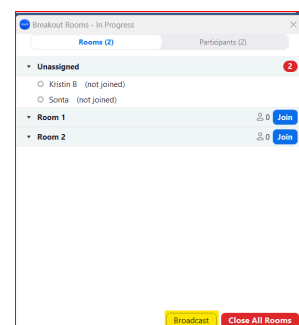 Breakout Rooms - In Progress
Rooms (2) Participants (2)
Unassigned 2
Kristin B (not joined)
Sonta (not joined)
Room 1 0 Join
Room 2 0 Join
Broadcast Close All Rooms